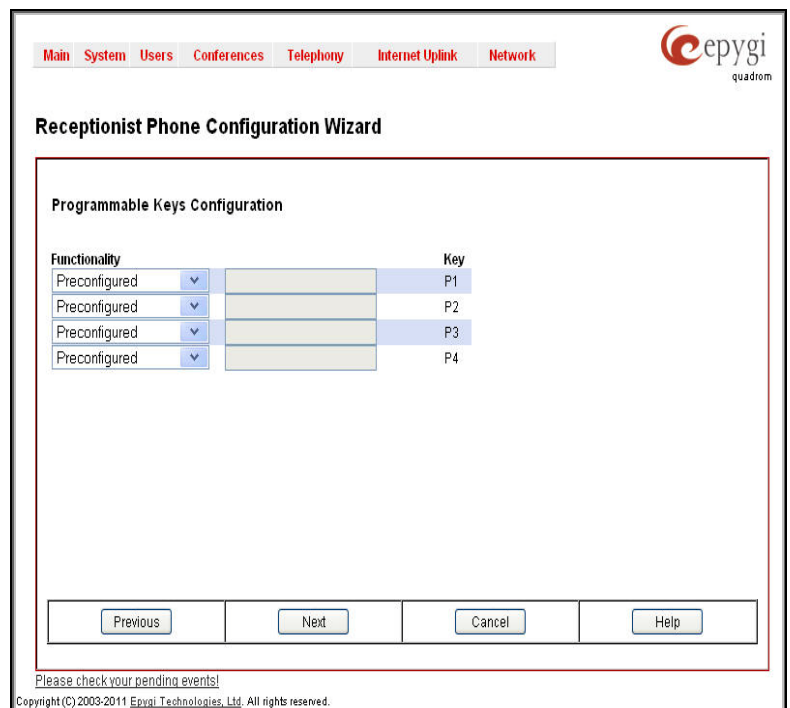 epygi
quadrom
Main System Users Conferences Telephony Internet Uplink Network
Receptionist Phone Configuration Wizard
Programmable Keys Configuration
Functionality Key
Preconfigured P1
Preconfigured P2
Preconfigured P3
Preconfigured P4
Previous Next Cancel Help
Please check your pending events!
Copyright (C) 2003-2011 Epygi Technologies, Ltd. All rights reserved.